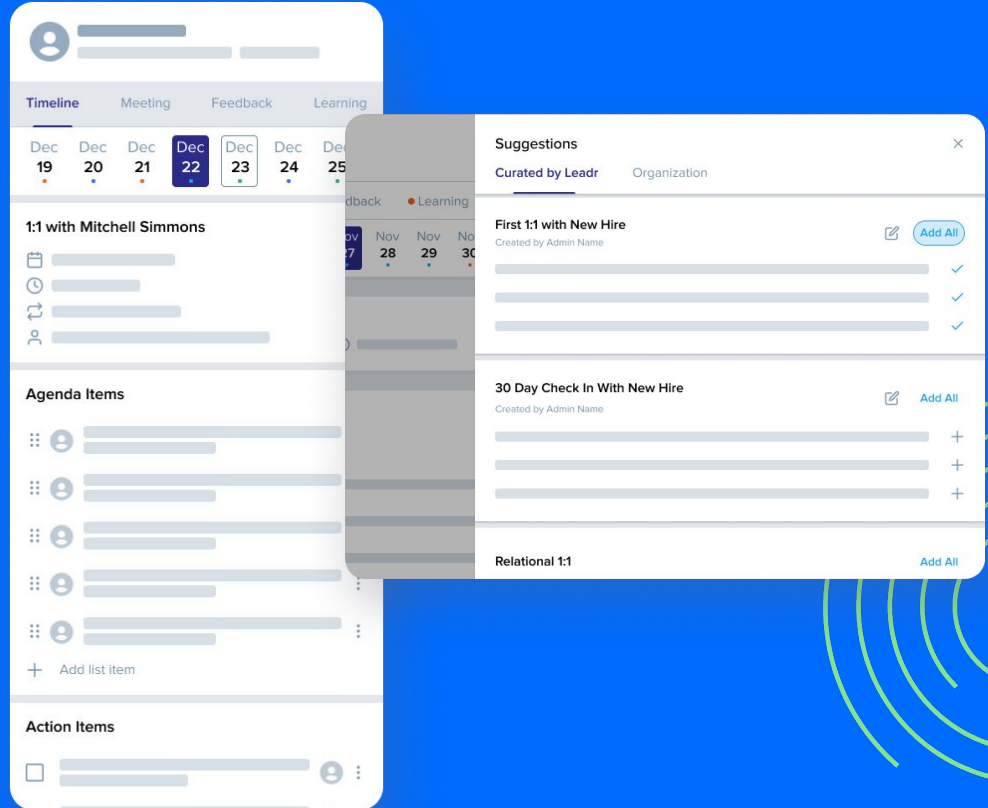 Timeline Meeting Feedback Learning
Dec Dec Dec Dec Dec Dec
19 20 21 22 23 24 25
1:1 with Mitchell Simmons
Agenda Items
Add list item
Action Items
Learning
Nov Nov
28 29
Suggestions
Curated by Leadr Organization
First 1:1 with New Hire
Add All
Created by Admin Name
30 Day Check In With New Hire
Add All
Created by Admin Name
Relational 1:1
Add All